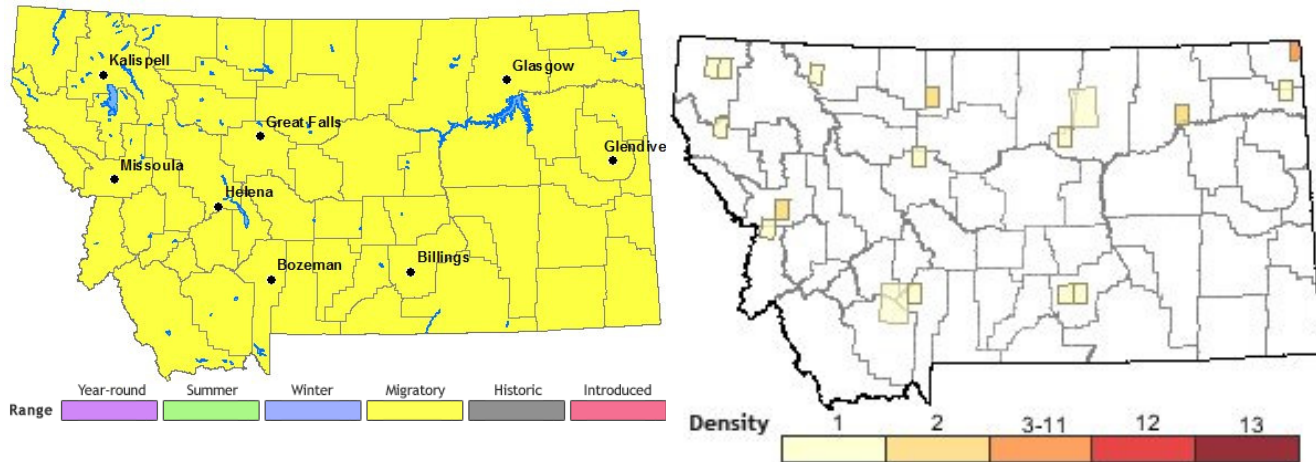 Kalispell
Glasgow
Great Falls
Glendive
Missoula
Helena
Bozeman
Billings
Year-round Summer Winter Migratory Historic Introduced
Range
Density 1 2 3-11 12 13